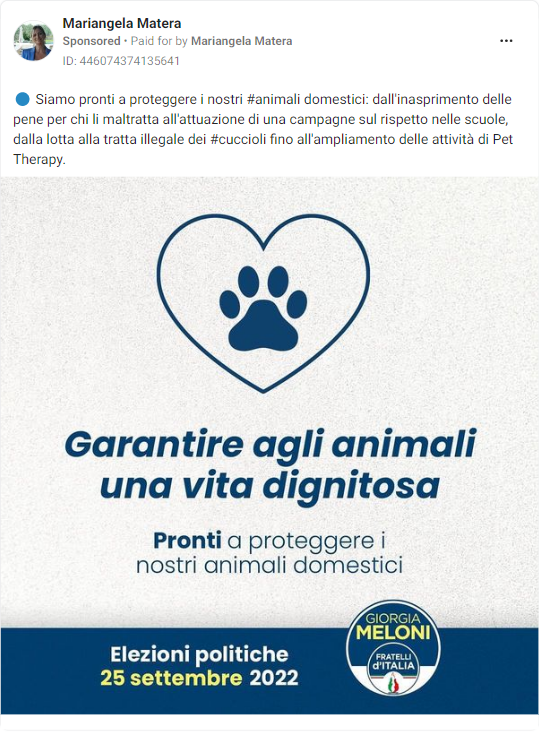 Mariangela Matera
Sponsored • Paid for by Mariangela Matera
ID: 446074374135641
Siamo pronti a proteggere i nostri #animali domestici: dall'inasprimento delle
pene per chi li maltratta all'attuazione di una campagne sul rispetto nelle scuole,
dalla lotta alla tratta illegale dei #cuccioli fino all'ampliamento delle attività di Pet
Therapy.
Garantire agli animali
una vita dignitosa
Pronti a proteggere i
nostri animali domestici
Elezioni politiche
25 settembre 2022
GIORGIA
MELONI
FRATELLI
d'ITALIA